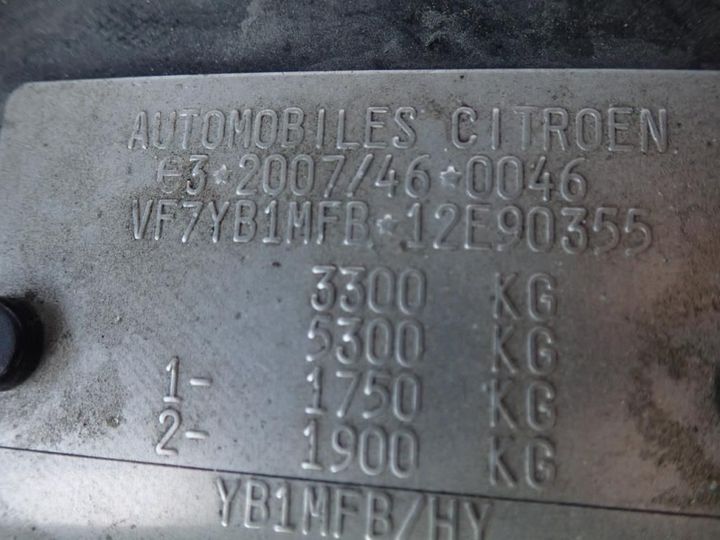 AUTOMOBILES CITROEN
e3*2007/46*0046
VF7YB1MFB*12E90355
3300 KG
5300 KG
1- 1750 KG
2- 1900 KG
YB1MFB/HY